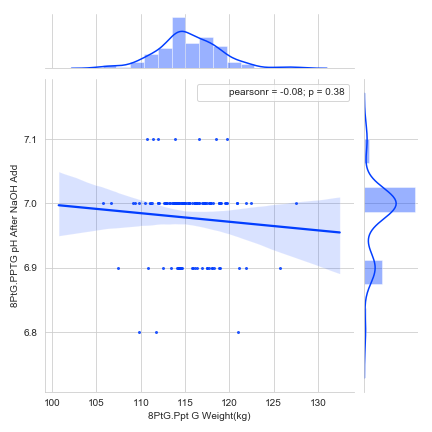 pearsonr = -0.08; p = 0.38
7.1
7.0
6.9
6.8
8PtG.PPTG pH After NaOH Add
100 105 110 115 120 125 130
8PtG.Ppt G Weight(kg)